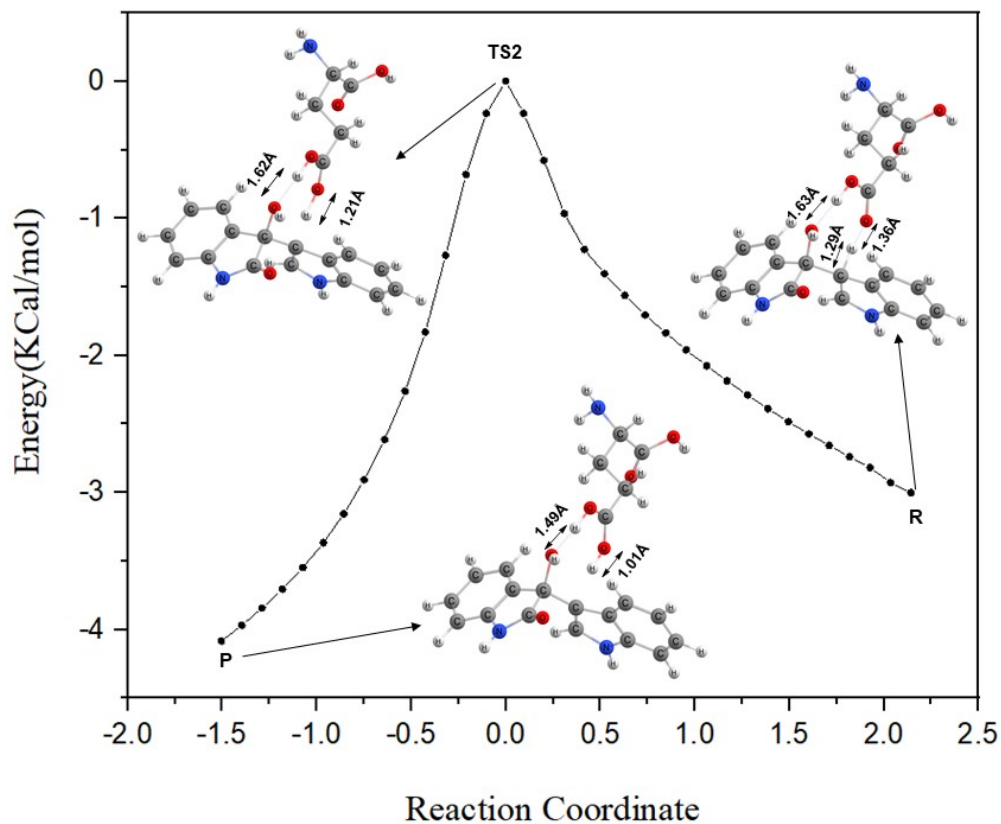 TS2
0
-1
-2
-3
-4
Energy(KCal/mol)
1.62Å
1.21Å
1.63Å
1.29Å
1.36Å
1.49Å
1.01Å
R
P
-2.0 -1.5 -1.0 -0.5 0.0 0.5 1.0 1.5 2.0 2.5
Reaction Coordinate